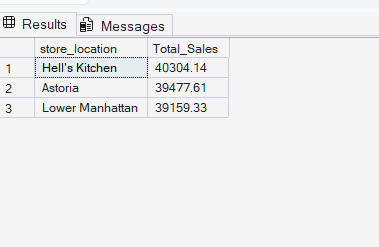 Results Messages
store_location Total_Sales
1 Hell's Kitchen 40304.14
2 Astoria 39477.61
3 Lower Manhattan 39159.33